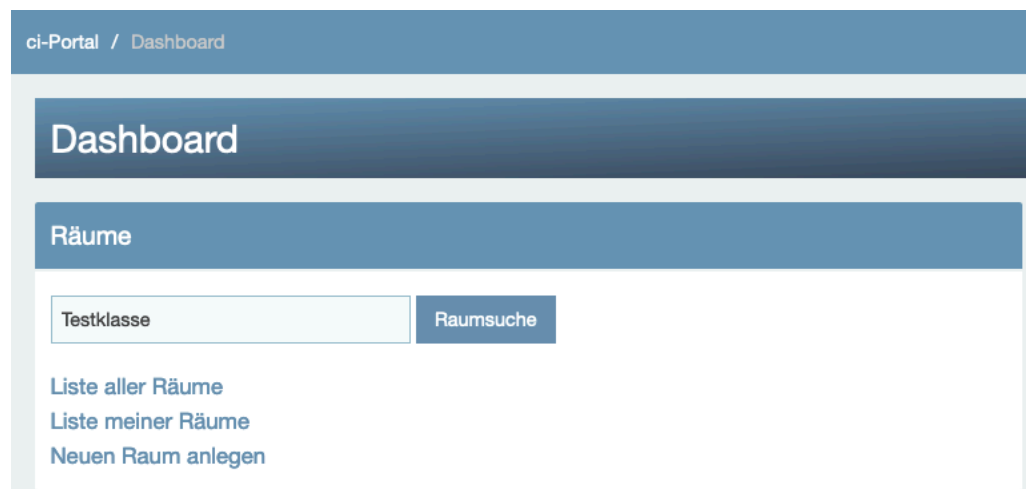 ci-Portal / Dashboard
Dashboard
Räume
Testklasse Raumsuche
Liste aller Räume
Liste meiner Räume
Neuen Raum anlegen